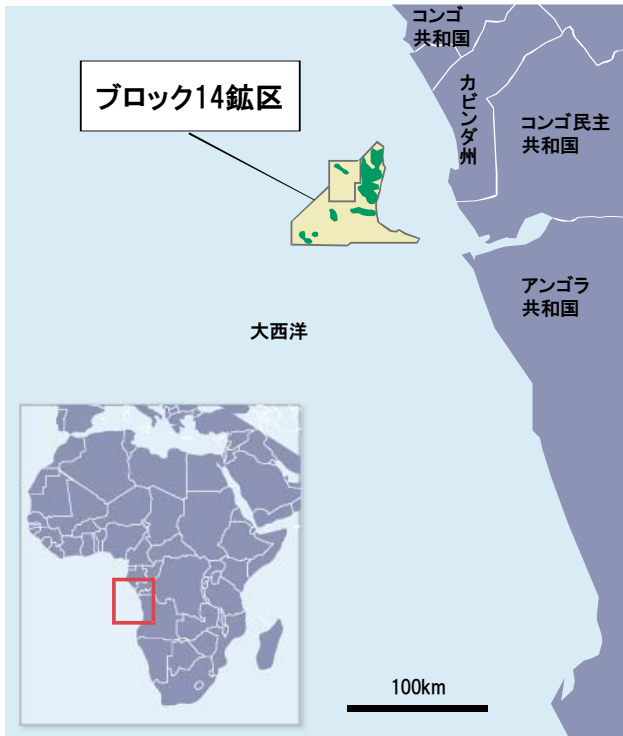 コンゴ
共和国
ブロック14鉱区
カビンダ州
コンゴ民主
共和国
アンゴラ
共和国
大西洋
100km